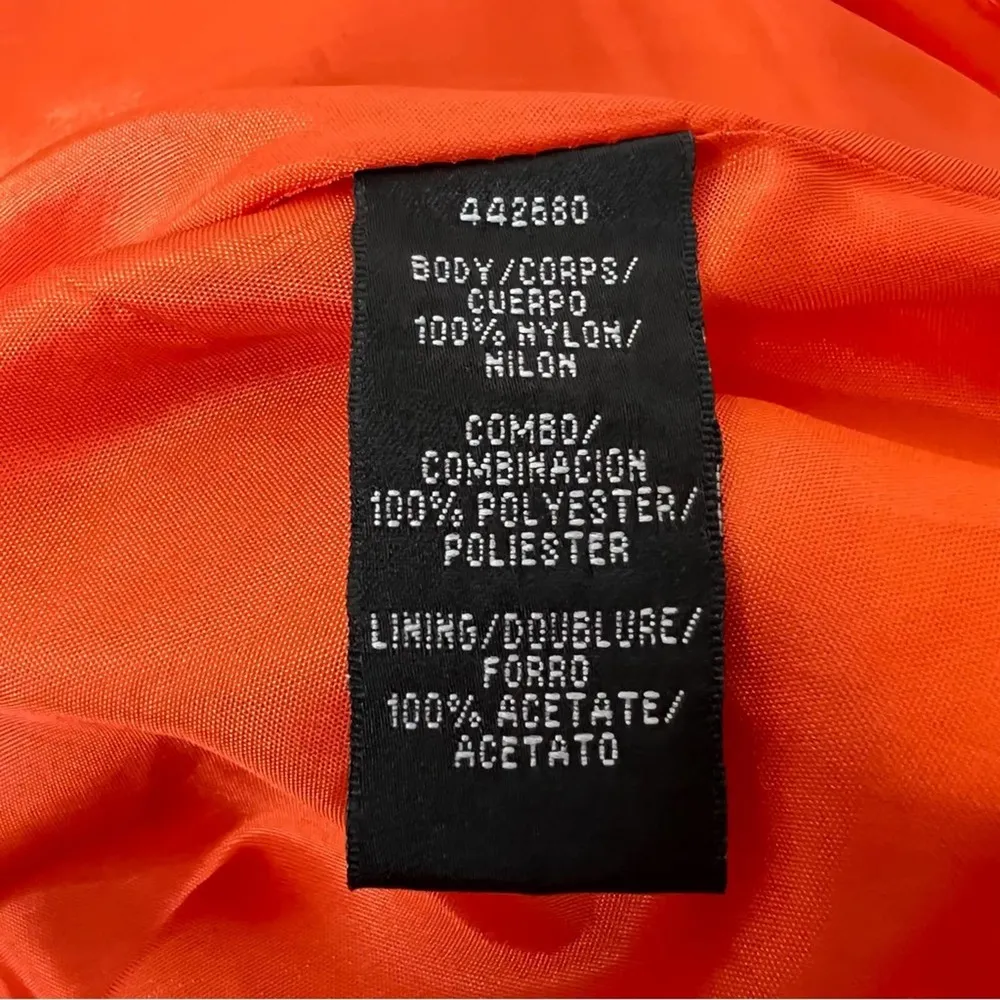 442680
BODY/CORPS/
CUERPO
100% NYLON/
NILON
COMBO/
COMBINACION
100% POLYESTER/
POLIESTER
LINING/DOUBLURE/
FORRO
100% ACETATE/
ACETATO